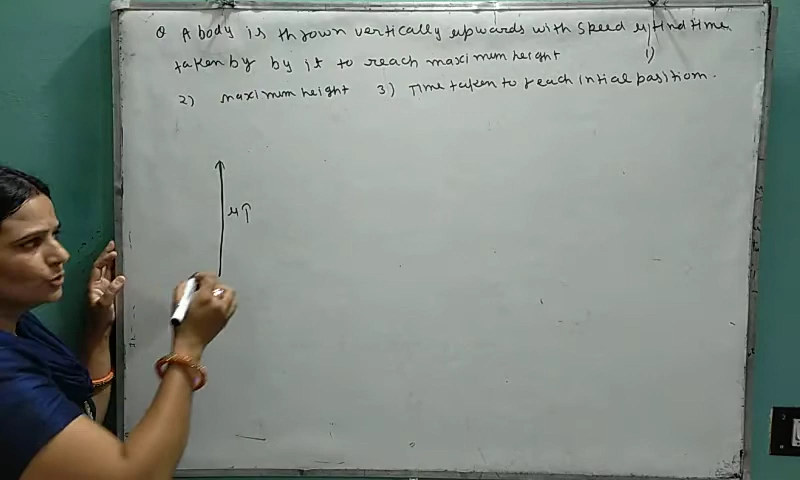 Q A body is thrown vertically upwards with speed u find time
taken by by it to reach maximum height 1)
2) maximum height 3) Time taken to reach intial position.
u ↑